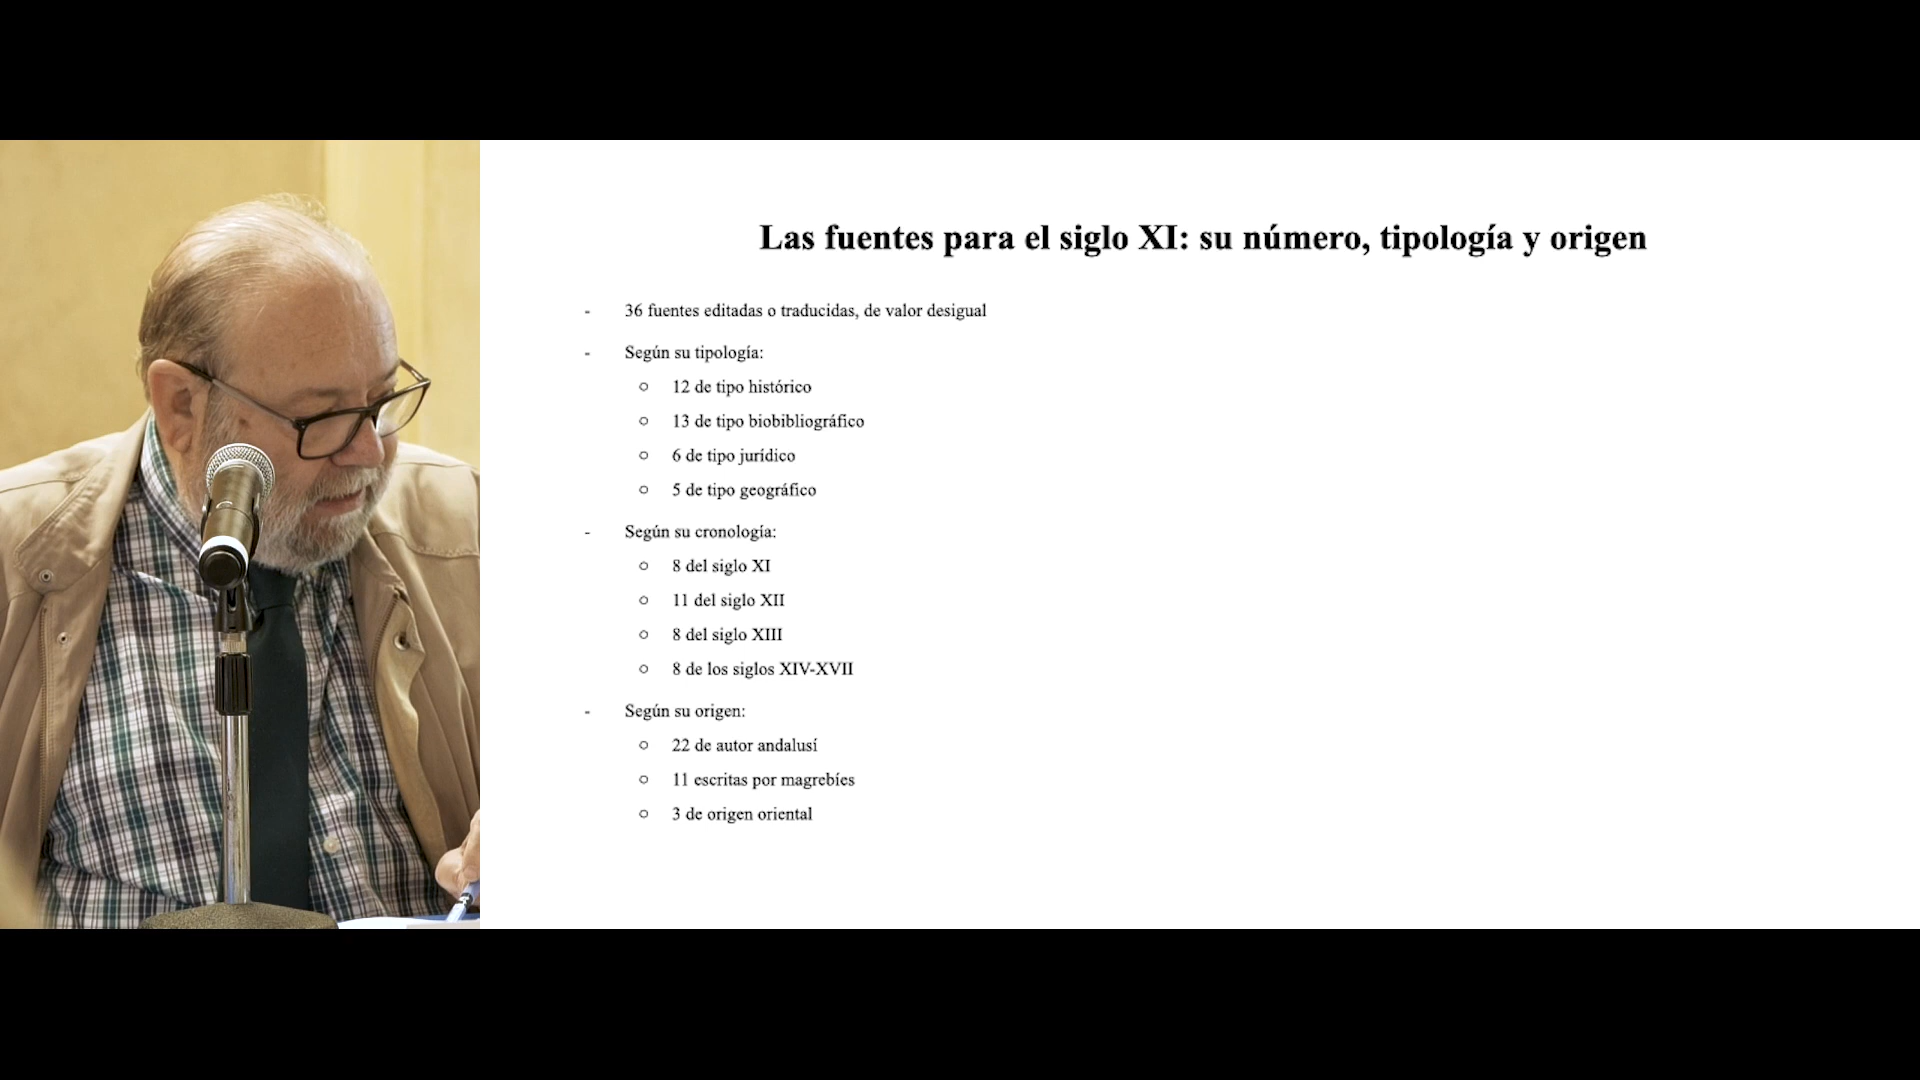 Las fuentes para el siglo XI: su número, tipología y origen
- 36 fuentes editadas o traducidas, de valor desigual
- Según su tipología:
○ 12 de tipo histórico
○ 13 de tipo biobibliográfico
○ 6 de tipo jurídico
○ 5 de tipo geográfico
- Según su cronología:
○ 8 del siglo XI
○ 11 del siglo XII
○ 8 del siglo XIII
○ 8 de los siglos XIV-XVII
- Según su origen:
○ 22 de autor andalusí
○ 11 escritas por magrebíes
○ 3 de origen oriental